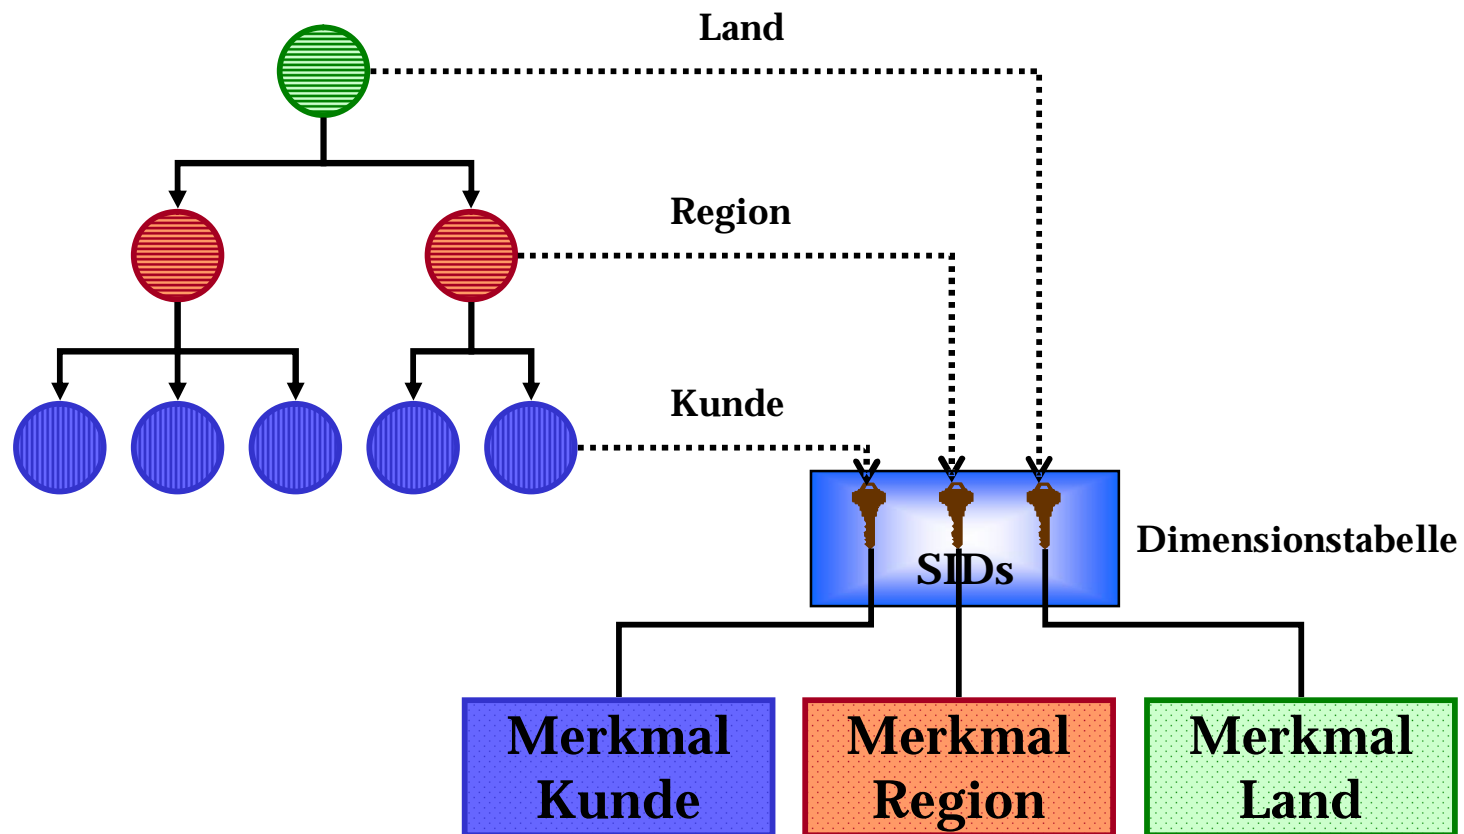 Land
Region
Kunde
Dimensionstabelle
SIDs
Merkmal
Kunde
Merkmal
Region
Merkmal
Land